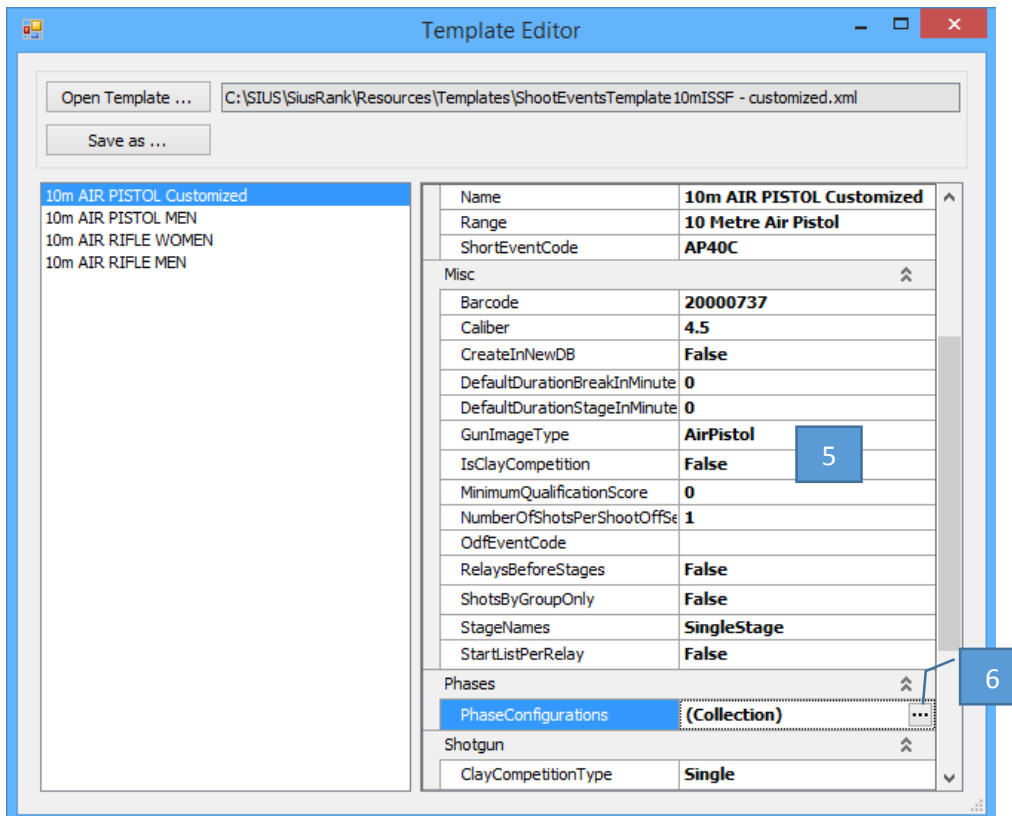 Template Editor
Open Template ...
C:\SIUS\SiusRank\Resources\Templates\ShootEventsTemplate10mISSF - customized.xml
Save as ...
10m AIR PISTOL Customized
10m AIR PISTOL MEN
10m AIR RIFLE WOMEN
10m AIR RIFLE MEN
Name 10m AIR PISTOL Customized
Range 10 Metre Air Pistol
ShortEventCode AP40C
Misc
Barcode 20000737
Caliber 4.5
CreateInNewDB False
DefaultDurationBreakInMinute 0
DefaultDurationStageInMinute 0
GunImageType AirPistol
5
IsClayCompetition False
MinimumQualificationScore 0
NumberOfShotsPerShootOffSe 1
OdfEventCode
RelaysBeforeStages False
ShotsByGroupOnly False
StageNames SingleStage
StartListPerRelay False
Phases
6
PhaseConfigurations (Collection) ...
Shotgun
ClayCompetitionType Single